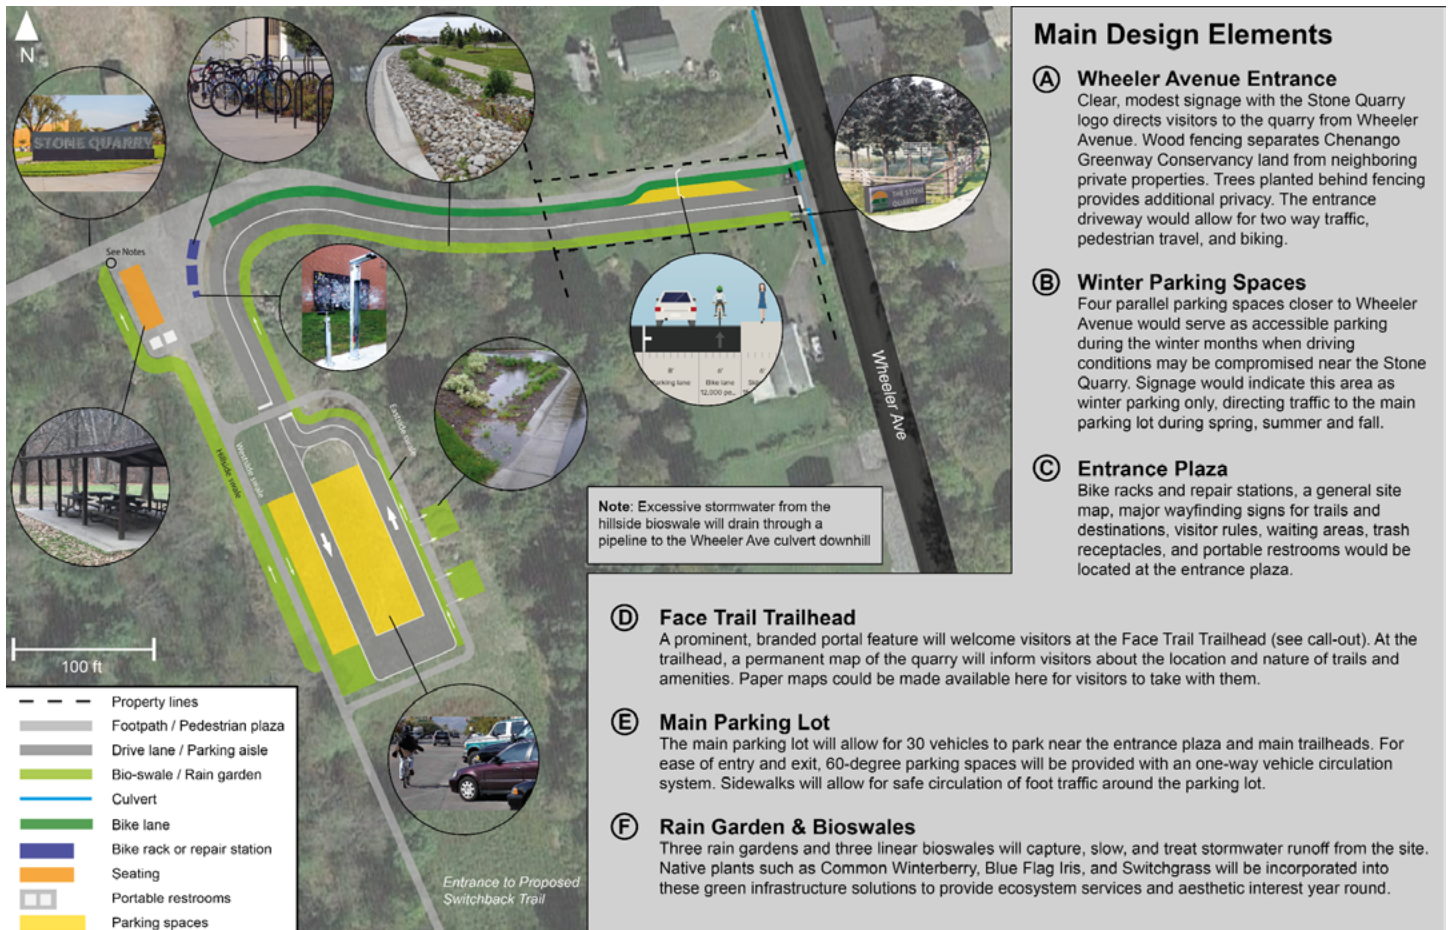 N
STONE QUARRY
See Notes
THE STONE
QUARRY
8'
6'
6'
Parking lane
Bike lane
12,000 pe...
Wheeler Ave
Eastside swale
Westside swale
Hillside swale
Note: Excessive stormwater from the
hillside bioswale will drain through a
pipeline to the Wheeler Ave culvert downhill
100 ft
Property lines
Footpath / Pedestrian plaza
Drive lane / Parking aisle
Bio-swale / Rain garden
Culvert
Bike lane
Bike rack or repair station
Seating
Portable restrooms
Parking spaces
Entrance to Proposed
Switchback Trail
Main Design Elements
A Wheeler Avenue Entrance
Clear, modest signage with the Stone Quarry
logo directs visitors to the quarry from Wheeler
Avenue. Wood fencing separates Chenango
Greenway Conservancy land from neighboring
private properties. Trees planted behind fencing
provides additional privacy. The entrance
driveway would allow for two way traffic,
pedestrian travel, and biking.
B Winter Parking Spaces
Four parallel parking spaces closer to Wheeler
Avenue would serve as accessible parking
during the winter months when driving
conditions may be compromised near the Stone
Quarry. Signage would indicate this area as
winter parking only, directing traffic to the main
parking lot during spring, summer and fall.
C Entrance Plaza
Bike racks and repair stations, a general site
map, major wayfinding signs for trails and
destinations, visitor rules, waiting areas, trash
receptacles, and portable restrooms would be
located at the entrance plaza.
D Face Trail Trailhead
A prominent, branded portal feature will welcome visitors at the Face Trail Trailhead (see call-out). At the
trailhead, a permanent map of the quarry will inform visitors about the location and nature of trails and
amenities. Paper maps could be made available here for visitors to take with them.
E Main Parking Lot
The main parking lot will allow for 30 vehicles to park near the entrance plaza and main trailheads. For
ease of entry and exit, 60-degree parking spaces will be provided with an one-way vehicle circulation
system. Sidewalks will allow for safe circulation of foot traffic around the parking lot.
F Rain Garden & Bioswales
Three rain gardens and three linear bioswales will capture, slow, and treat stormwater runoff from the site.
Native plants such as Common Winterberry, Blue Flag Iris, and Switchgrass will be incorporated into
these green infrastructure solutions to provide ecosystem services and aesthetic interest year round.